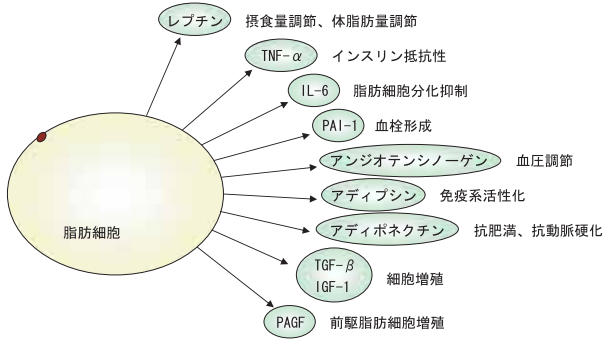 レプチン 摂食量調節、体脂肪量調節
TNF-α インスリン抵抗性
IL-6 脂肪細胞分化抑制
PAI-1 血栓形成
アンジオテンシノーゲン 血圧調節
アディプシン 免疫系活性化
アディポネクチン 抗肥満、抗動脈硬化
脂肪細胞
TGF-β
IGF-1 細胞増殖
PAGF 前駆脂肪細胞増殖